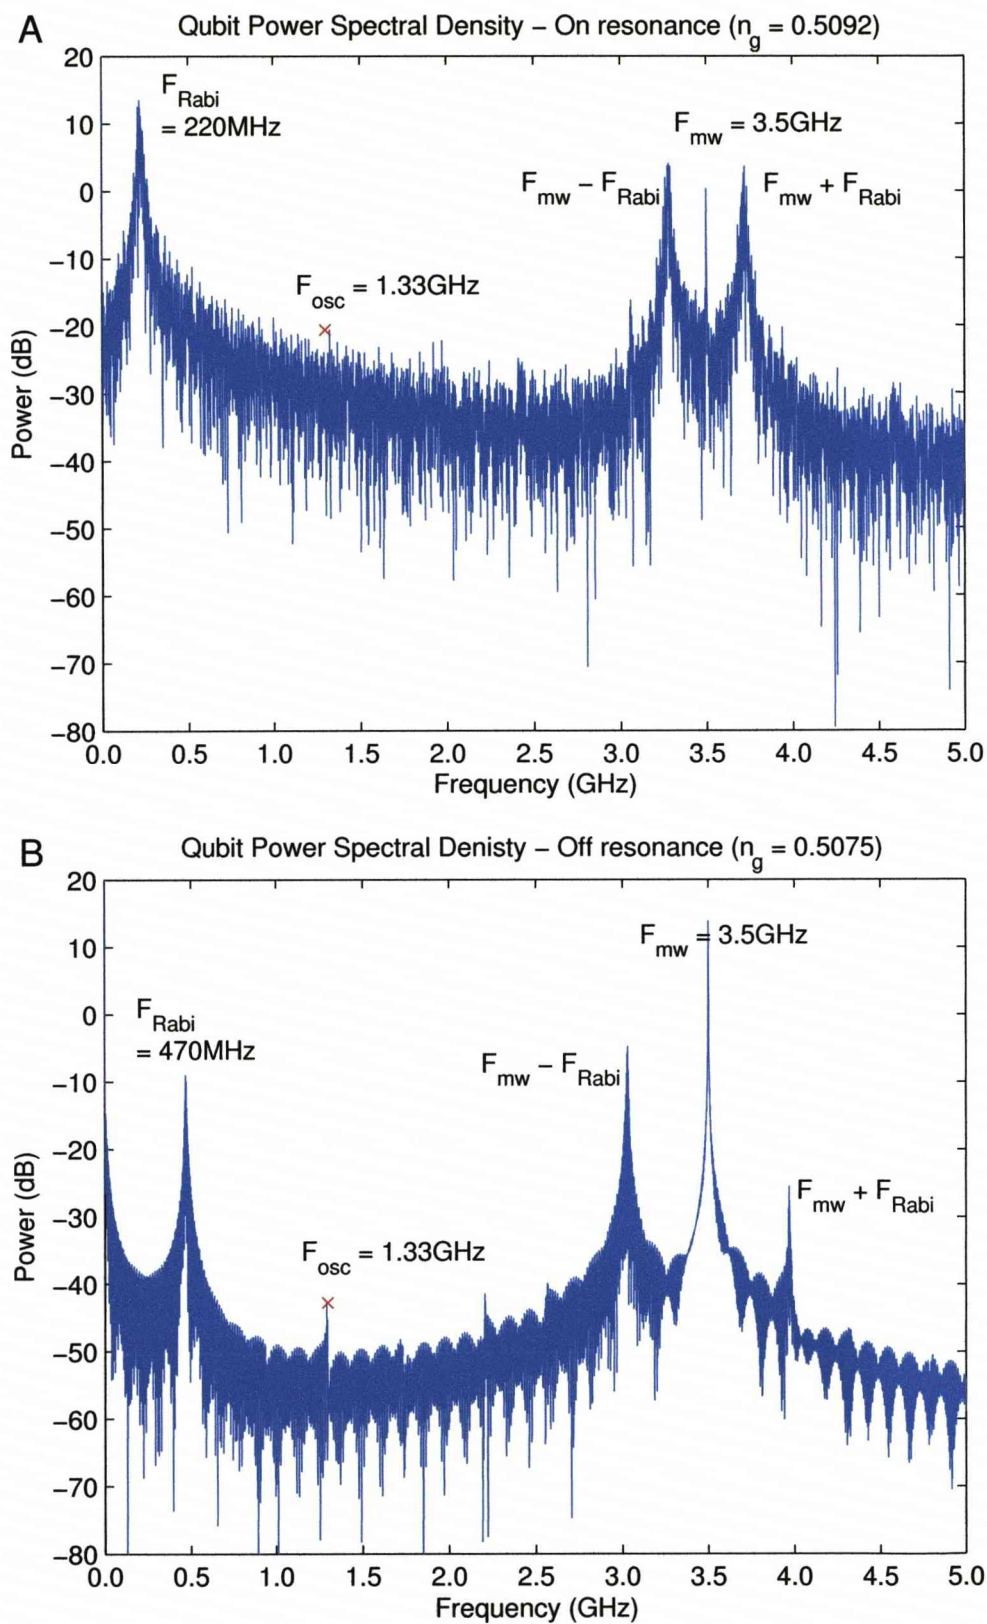 A
Qubit Power Spectral Density – On resonance (n_g = 0.5092)
20
10
0
−10
−20
−30
−40
−50
−60
−70
−80
Power (dB)
F_Rabi
= 220MHz
F_osc = 1.33GHz
F_mw = 3.5GHz
F_mw − F_Rabi
F_mw + F_Rabi
0.0 0.5 1.0 1.5 2.0 2.5 3.0 3.5 4.0 4.5 5.0
Frequency (GHz)
B
Qubit Power Spectral Denisty – Off resonance (n_g = 0.5075)
20
10
0
−10
−20
−30
−40
−50
−60
−70
−80
Power (dB)
F_mw = 3.5GHz
F_Rabi
= 470MHz
F_mw − F_Rabi
F_mw + F_Rabi
F_osc = 1.33GHz
0.0 0.5 1.0 1.5 2.0 2.5 3.0 3.5 4.0 4.5 5.0
Frequency (GHz)